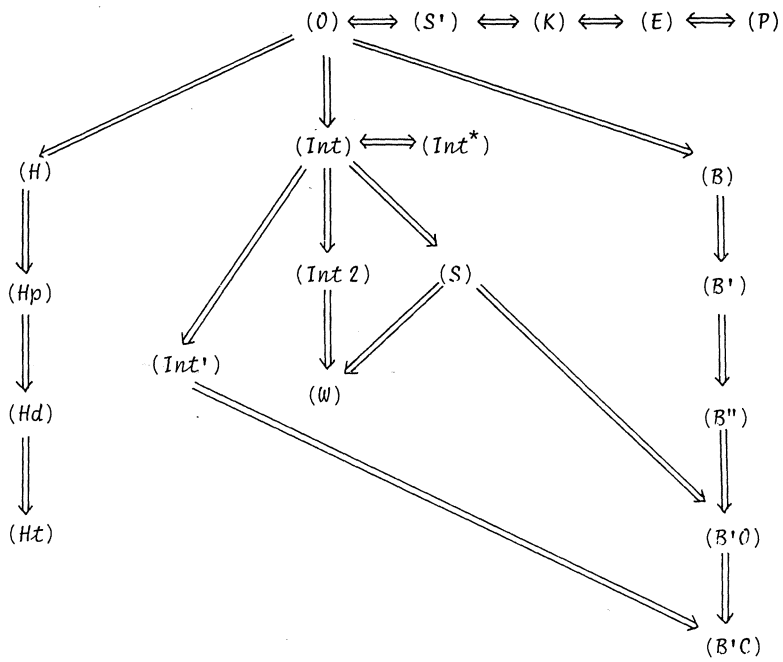 (O) ⟺ (S') ⟺ (K) ⟺ (E) ⟺ (P)
(Int) ⟺ (Int*)
(H) (B)
(Int 2) (S) (B')
(Hp)
(Int')
(W)
(Hd) (B")
(Ht) (B'O)
(B'C)